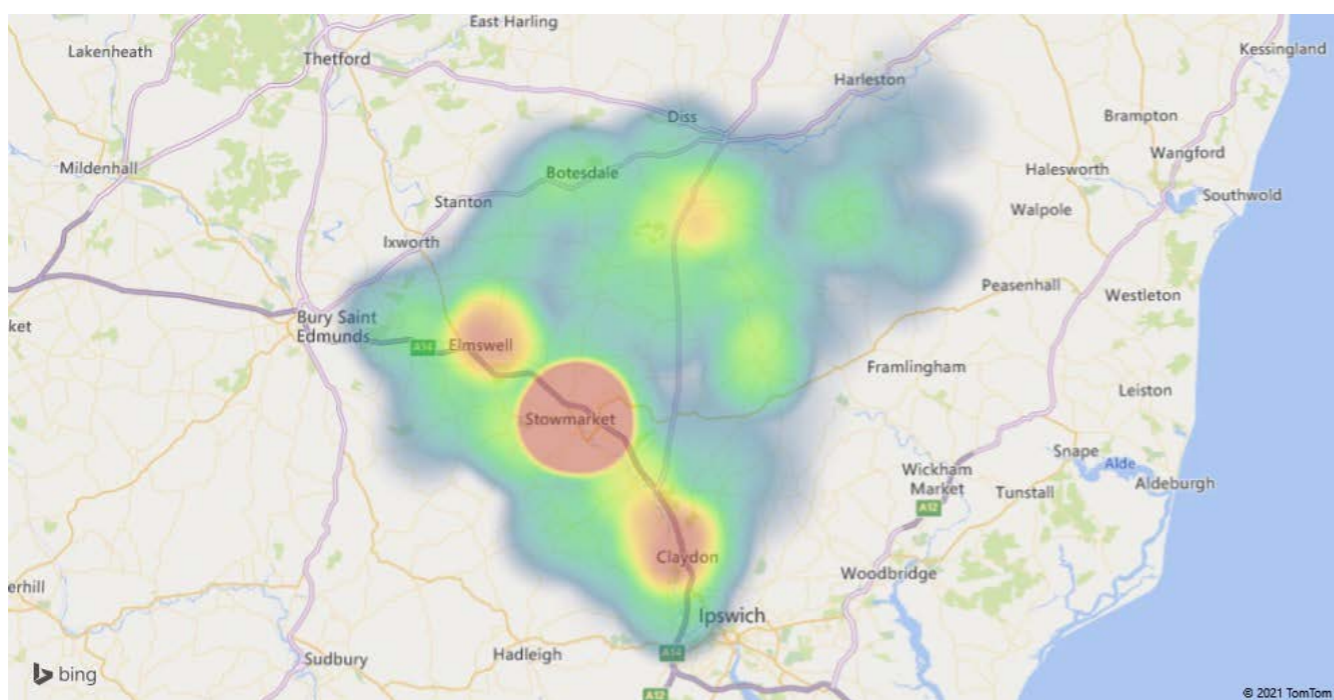 East Harling
Lakenheath
Thetford
Kessingland
Harleston
Diss
Brampton
Wangford
Mildenhall
Botesdale
Halesworth
Stanton
Southwold
Walpole
Ixworth
Peasenhall
Westleton
Bury Saint
Edmunds
ket
A14
Elmswell
Framlingham
Leiston
Stowmarket
Snape
Alde
Wickham
Market
Tunstall
Aldeburgh
A12
Claydon
Woodbridge
erhill
Ipswich
Hadleigh
A14
Sudbury
bing
A12
© 2021 TomTom